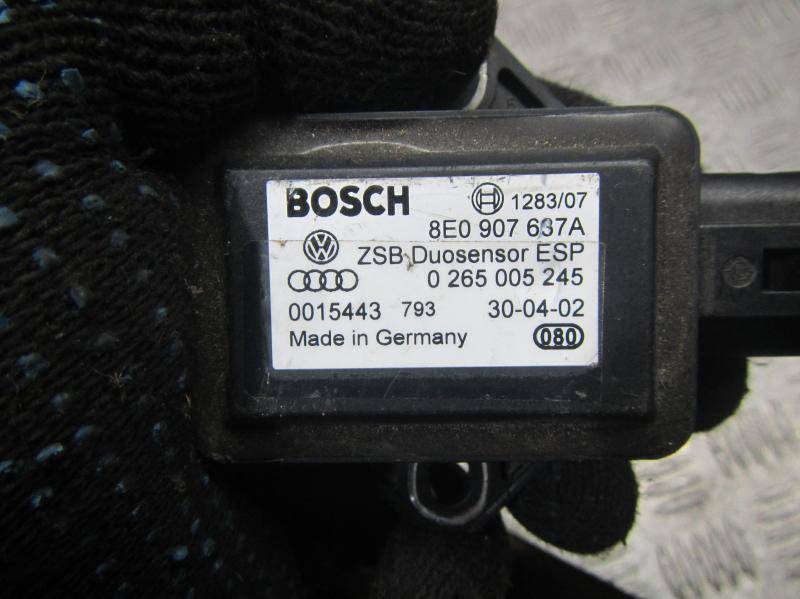 BOSCH 1283/07
8E0 907 637A
ZSB Duosensor ESP
0 265 005 245
0015443 793 30-04-02
Made in Germany 080